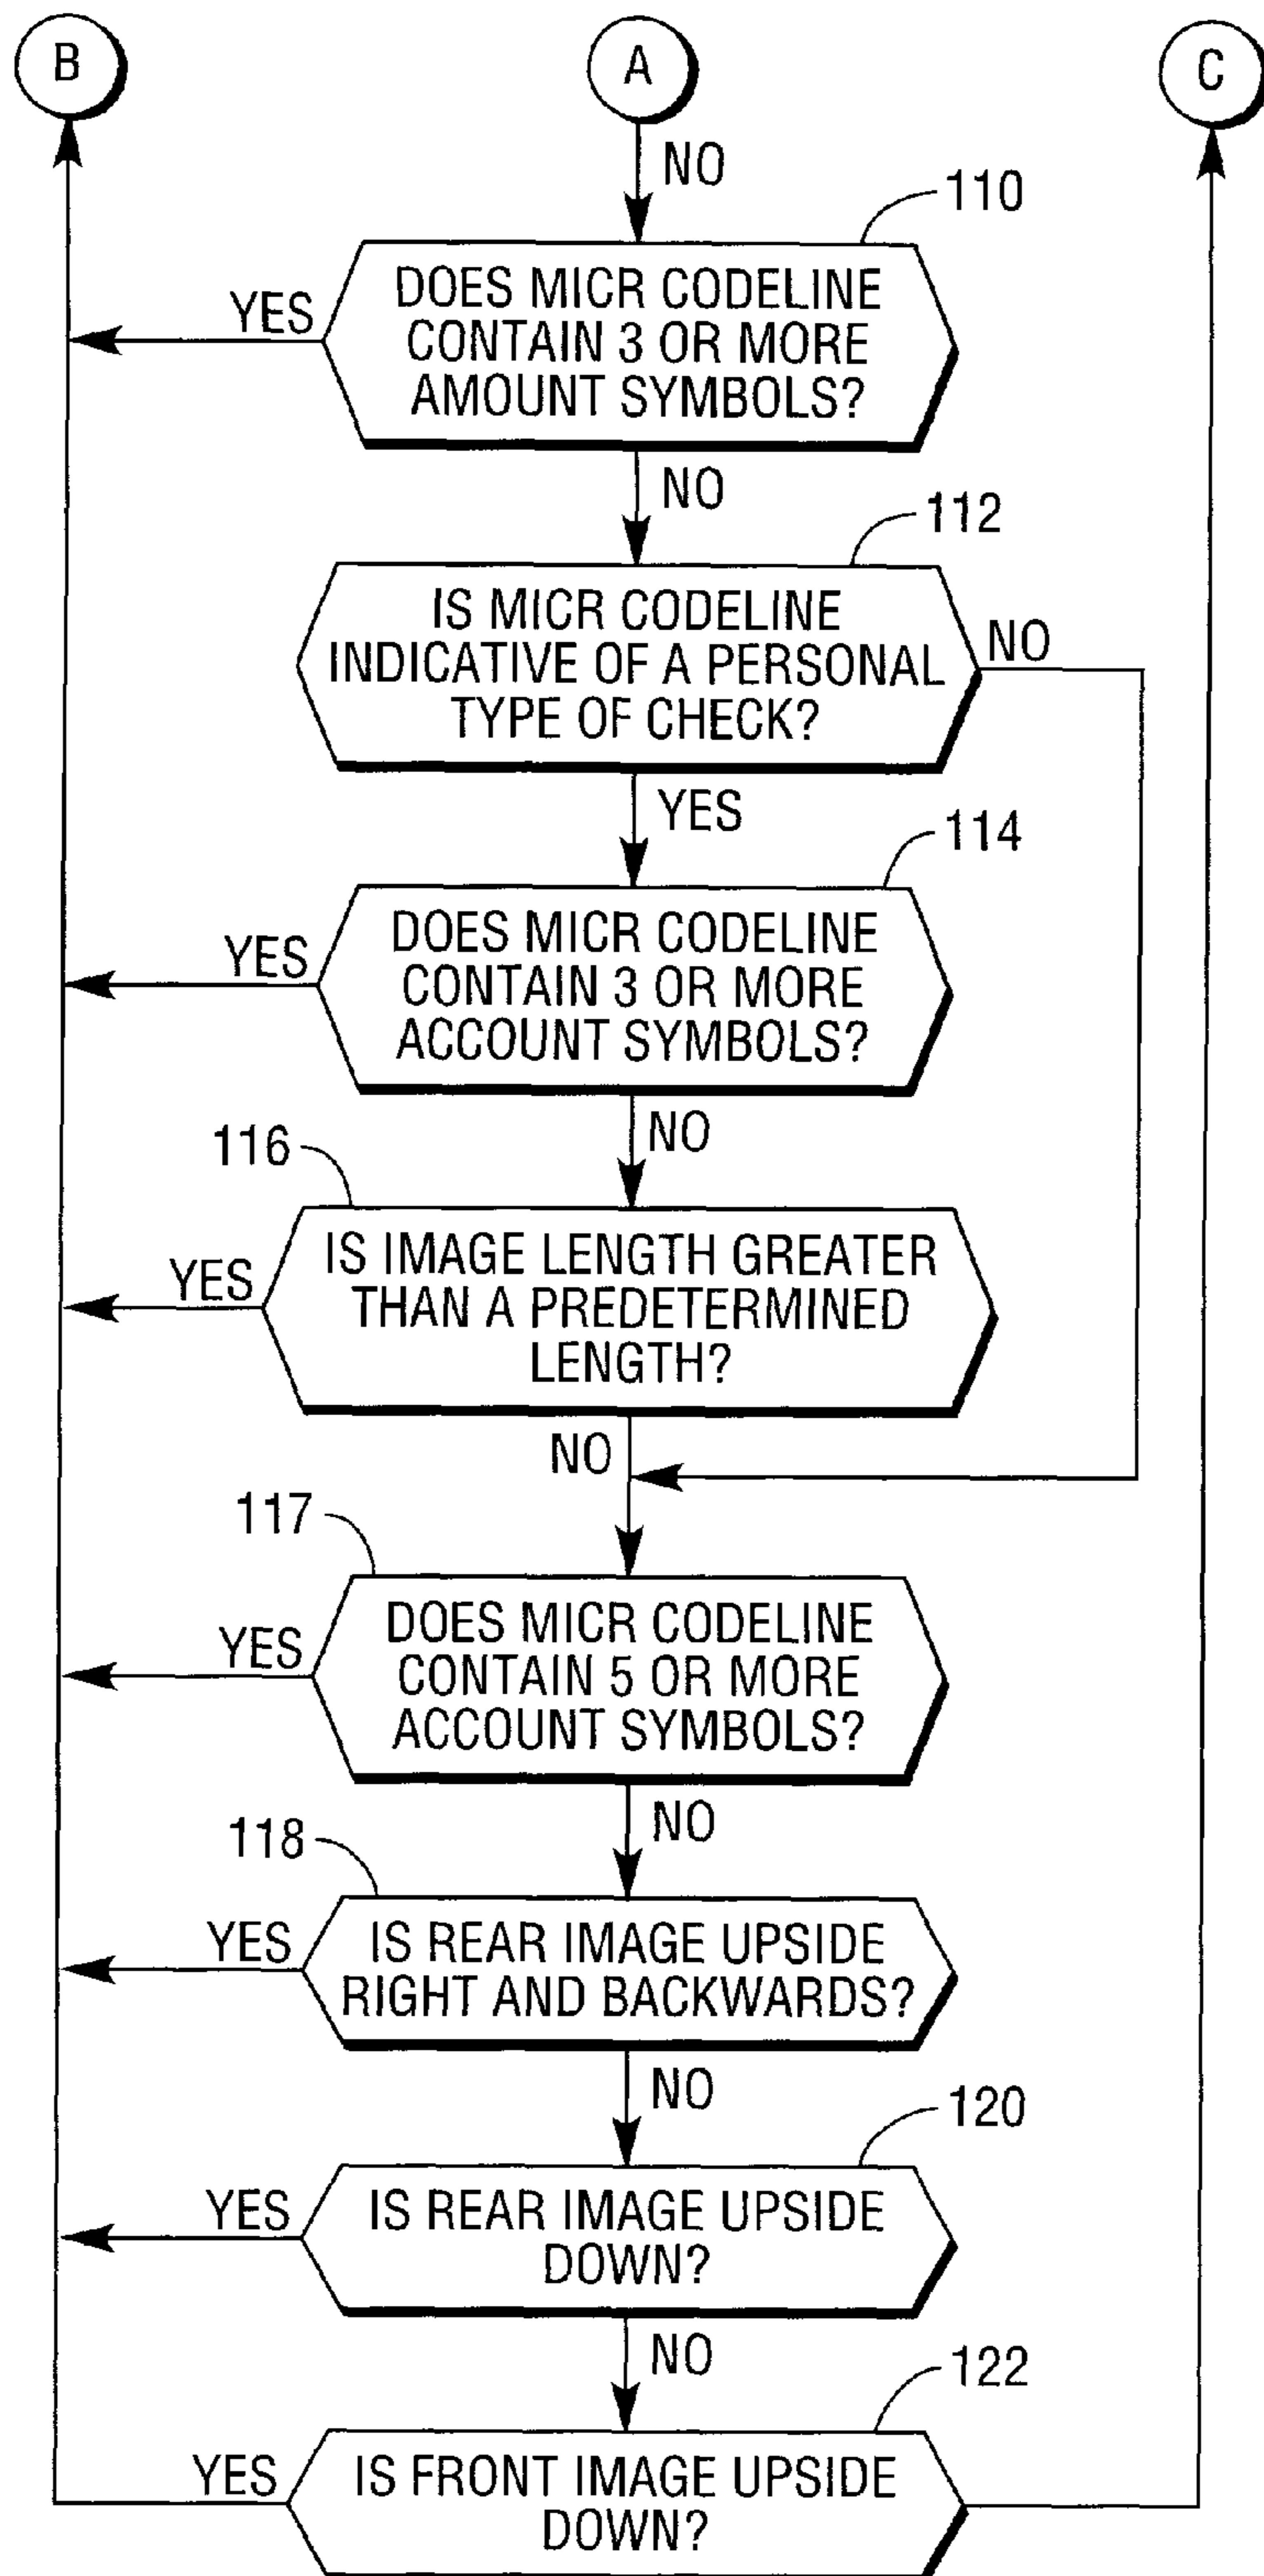 B
A
C
NO
110
DOES MICR CODELINE
CONTAIN 3 OR MORE
AMOUNT SYMBOLS?
YES
NO
112
IS MICR CODELINE
INDICATIVE OF A PERSONAL
TYPE OF CHECK?
NO
YES
114
DOES MICR CODELINE
CONTAIN 3 OR MORE
ACCOUNT SYMBOLS?
YES
NO
116
IS IMAGE LENGTH GREATER
THAN A PREDETERMINED
LENGTH?
YES
NO
117
DOES MICR CODELINE
CONTAIN 5 OR MORE
ACCOUNT SYMBOLS?
YES
NO
118
IS REAR IMAGE UPSIDE
RIGHT AND BACKWARDS?
YES
NO
120
IS REAR IMAGE UPSIDE
DOWN?
YES
NO
122
IS FRONT IMAGE UPSIDE
DOWN?
YES